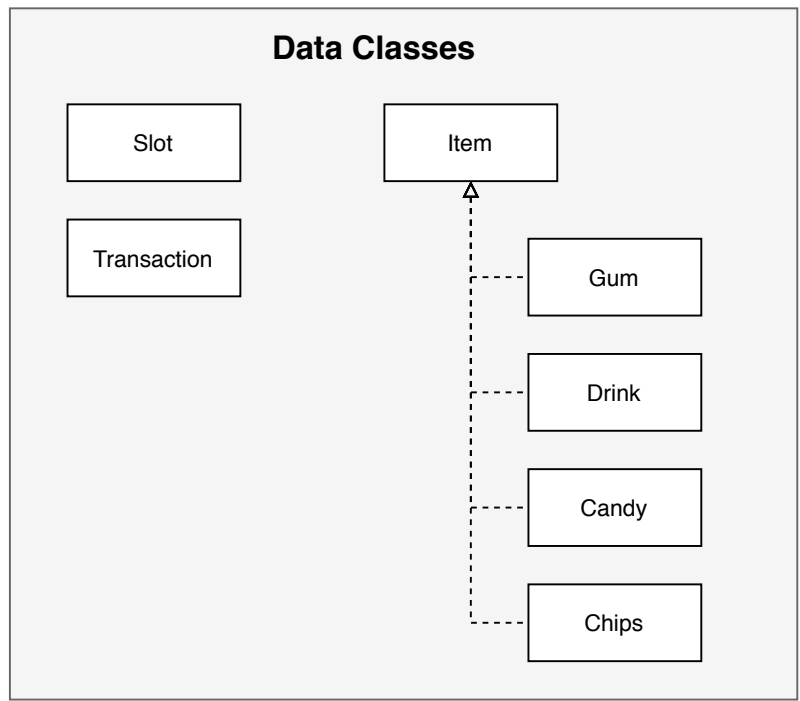 Data Classes
Slot
Item
Transaction
Gum
Drink
Candy
Chips